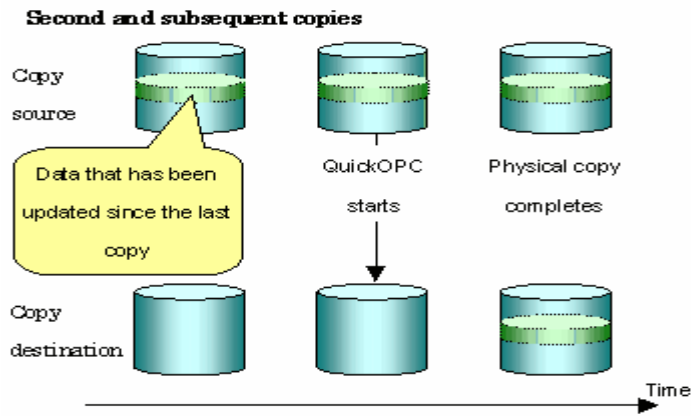 Second and subsequent copies
Copy
source
Data that has been
updated since the last
copy
QuickOPC
starts
Physical copy
completes
Copy
destination
Time